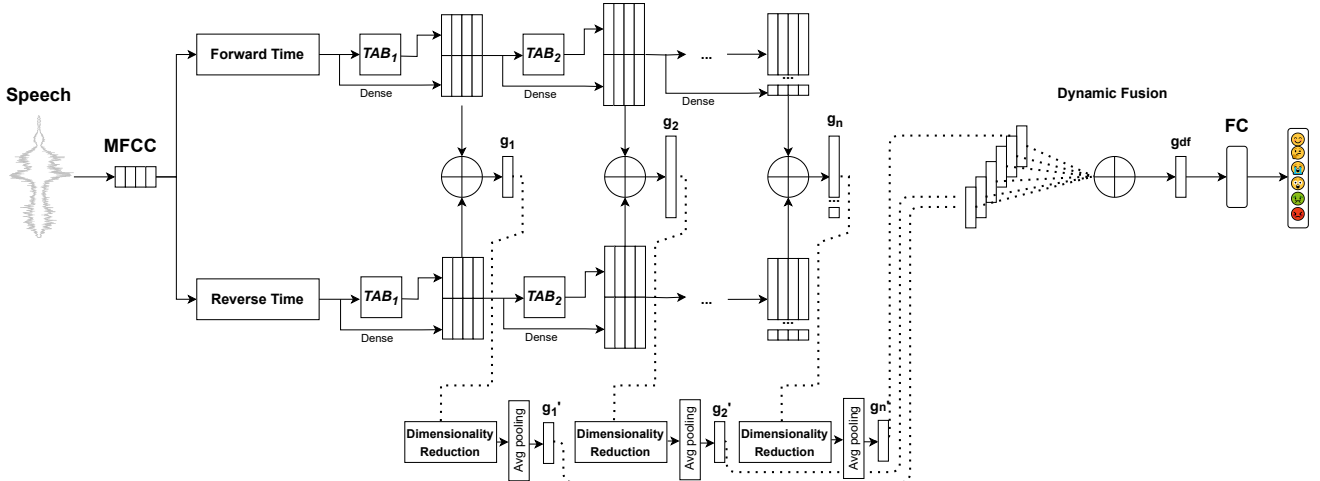 Speech
MFCC
Forward Time
TAB1
Dense
TAB2
Dense
...
Dense
...
g1
g2
gn
...
Reverse Time
TAB1
Dense
TAB2
Dense
...
...
Dimensionality
Reduction
Avg pooling
g1'
Dimensionality
Reduction
Avg pooling
g2'
Dimensionality
Reduction
Avg pooling
gn'
Dynamic Fusion
gdf
FC